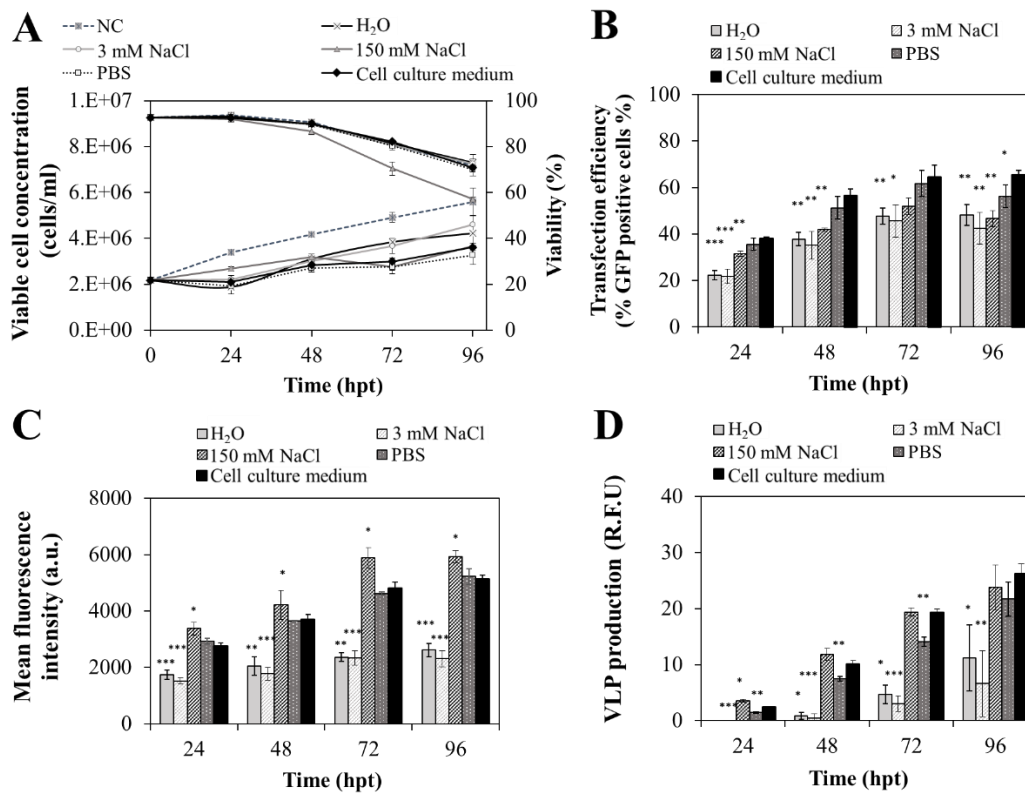 A
NC
H₂O
3 mM NaCl
150 mM NaCl
PBS
Cell culture medium
1.E+07
8.E+06
6.E+06
4.E+06
2.E+06
0.E+00
Viable cell concentration
(cells/ml)
100
80
60
40
20
0
Viability (%)
0 24 48 72 96
Time (hpt)
B
H₂O
3 mM NaCl
150 mM NaCl
PBS
Cell culture medium
100
80
60
40
20
0
Transfection efficiency
(% GFP positive cells %)
*** *** **
** ** **
** *
** ** ** *
24 48 72 96
Time (hpt)
C
H₂O
3 mM NaCl
150 mM NaCl
PBS
Cell culture medium
8000
6000
4000
2000
0
Mean fluorescence
intensity (a.u.)
*** *** *
** *** *
** *** *
*** *** *
24 48 72 96
Time (hpt)
D
H₂O
3 mM NaCl
150 mM NaCl
PBS
Cell culture medium
40
30
20
10
0
VLP production (R.F.U)
*** * **
* *** **
* *** **
* **
24 48 72 96
Time (hpt)